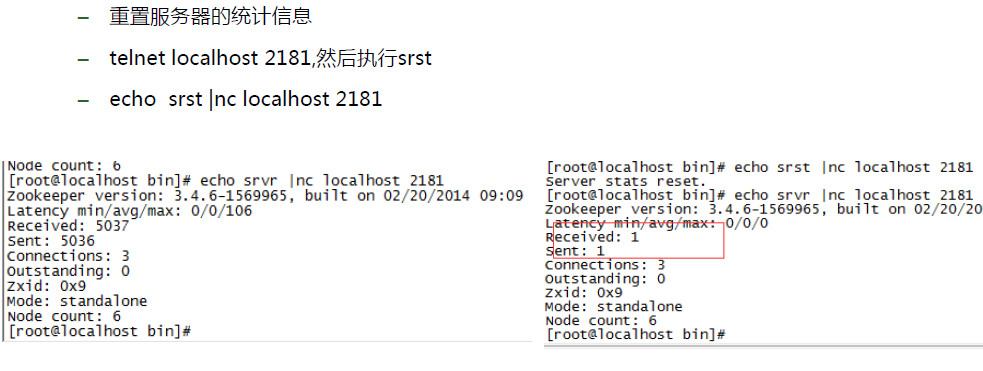 – 重置服务器的统计信息
– telnet localhost 2181,然后执行srst
– echo  srst |nc localhost 2181
Node count: 6
[root@localhost bin]# echo srvr |nc localhost 2181
Zookeeper version: 3.4.6-1569965, built on 02/20/2014 09:09
Latency min/avg/max: 0/0/106
Received: 5037
Sent: 5036
Connections: 3
Outstanding: 0
Zxid: 0x9
Mode: standalone
Node count: 6
[root@localhost bin]#
[root@localhost bin]# echo srst |nc localhost 2181
Server stats reset.
[root@localhost bin]# echo srvr |nc localhost 2181
Zookeeper version: 3.4.6-1569965, built on 02/20/20
Latency min/avg/max: 0/0/0
Received: 1
Sent: 1
Connections: 3
Outstanding: 0
Zxid: 0x9
Mode: standalone
Node count: 6
[root@localhost bin]#